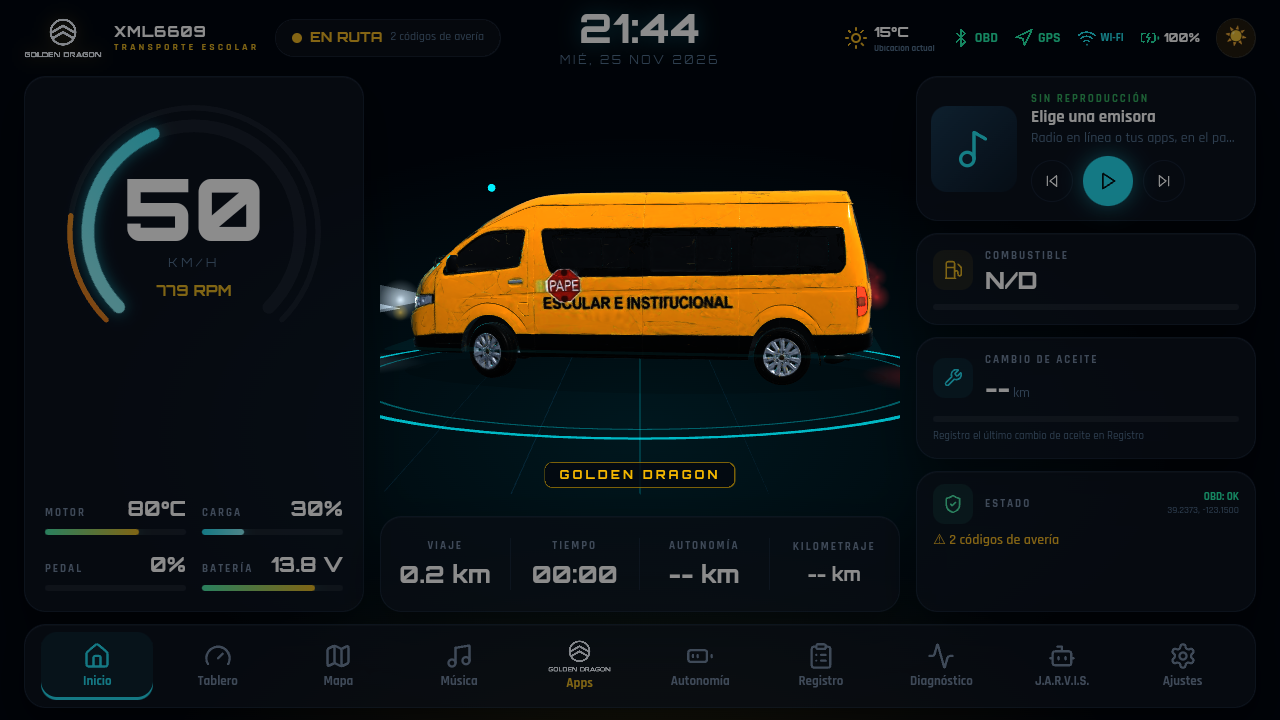 GOLDEN DRAGON
XML6609
TRANSPORTE ESCOLAR
EN RUTA
2 códigos de avería
21:44
MIÉ, 25 NOV 2026
15°C
Ubicación actual
OBD
GPS
WI-FI
100%
50
KM/H
779 RPM
MOTOR
80°C
CARGA
30%
PEDAL
0%
BATERÍA
13.8 V
PAPE
ESCOLAR E INSTITUCIONAL
GOLDEN DRAGON
VIAJE
0.2 km
TIEMPO
00:00
AUTONOMÍA
-- km
KILOMETRAJE
-- km
SIN REPRODUCCIÓN
Elige una emisora
Radio en línea o tus apps, en el pa...
COMBUSTIBLE
N/D
CAMBIO DE ACEITE
-- km
Registra el último cambio de aceite en Registro
ESTADO
OBD: OK
39.2373, -123.1500
⚠ 2 códigos de avería
Inicio
Tablero
Mapa
Música
GOLDEN DRAGON
Apps
Autonomía
Registro
Diagnóstico
J.A.R.V.I.S.
Ajustes